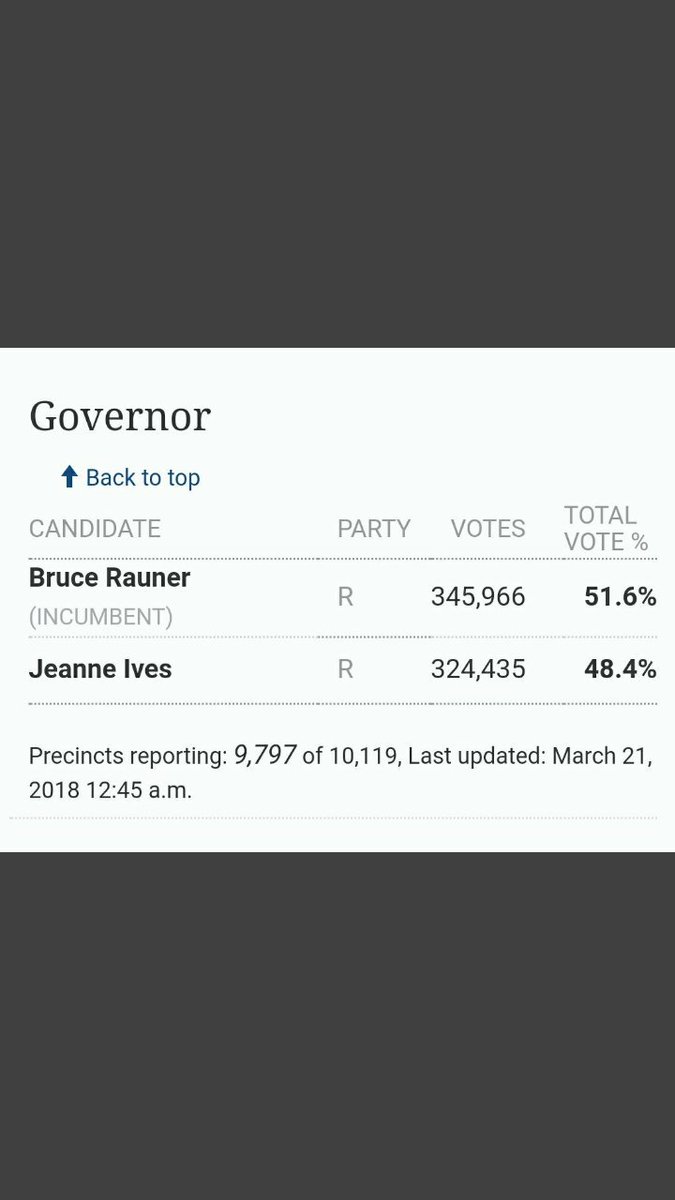 Governor
Back to top
CANDIDATE PARTY VOTES TOTAL VOTE %
Bruce Rauner (INCUMBENT) R 345,966 51.6%
Jeanne Ives R 324,435 48.4%
Precincts reporting: 9,797 of 10,119, Last updated: March 21,
2018 12:45 a.m.